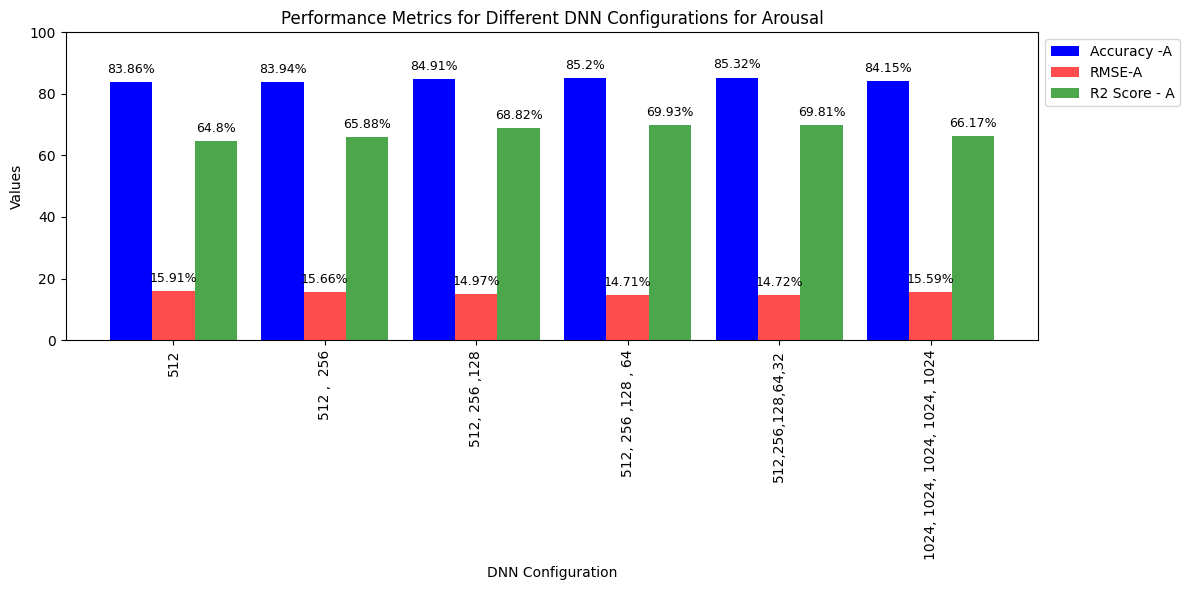 Performance Metrics for Different DNN Configurations for Arousal
Values
100
80
60
40
20
0
83.86%
15.91%
64.8%
83.94%
15.66%
65.88%
84.91%
14.97%
68.82%
85.2%
14.71%
69.93%
85.32%
14.72%
69.81%
84.15%
15.59%
66.17%
Accuracy -A
RMSE-A
R2 Score - A
512
512 ,  256
512, 256 ,128
512, 256 ,128 , 64
512,256,128,64,32
1024, 1024, 1024, 1024, 1024
DNN Configuration